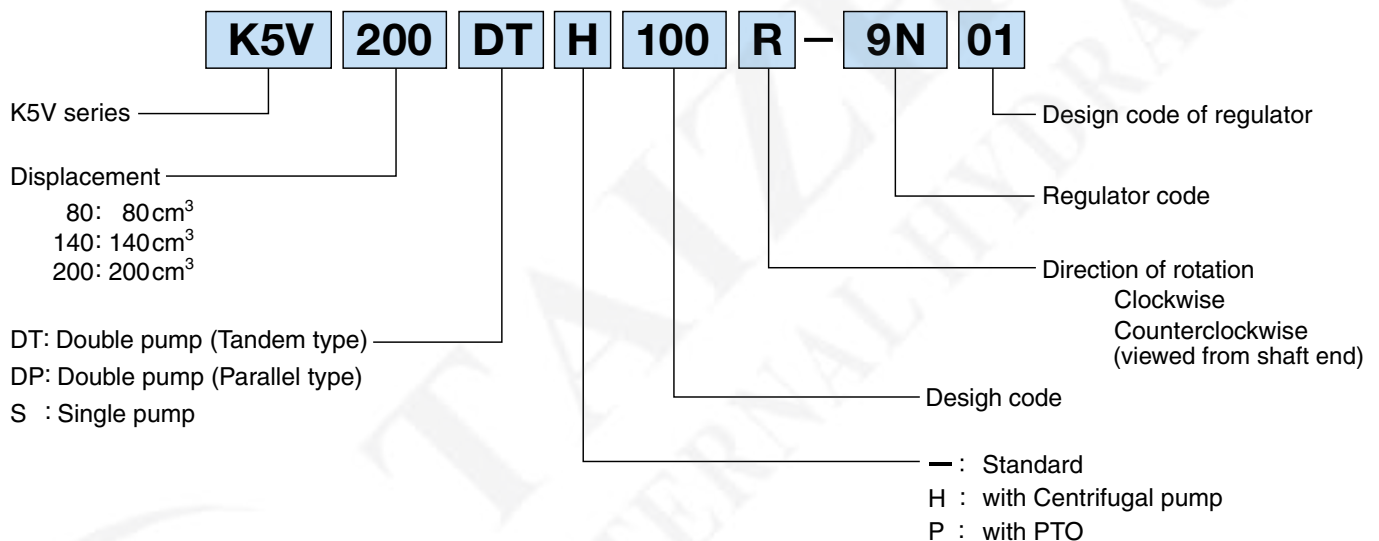 K5V 200 DT H 100 R – 9N 01
K5V series
Design code of regulator
Displacement
80: 80cm³
140: 140cm³
200: 200cm³
Regulator code
Direction of rotation
Clockwise
Counterclockwise
(viewed from shaft end)
DT: Double pump (Tandem type)
DP: Double pump (Parallel type)
S : Single pump
Desigh code
— : Standard
H : with Centrifugal pump
P : with PTO